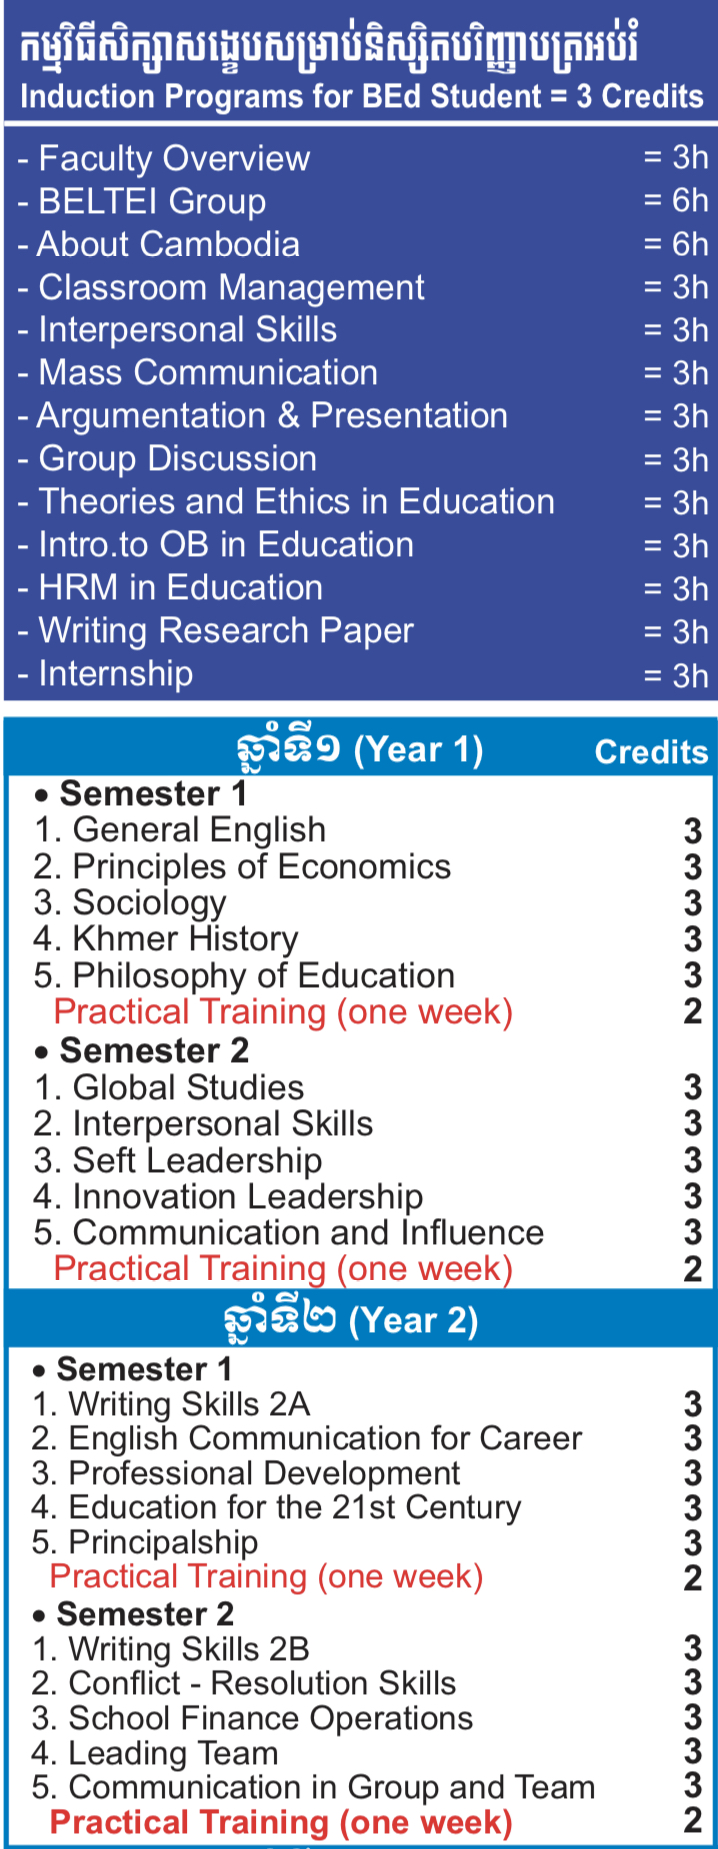 កម្មវិធីសិក្សាសង្ខេបសម្រាប់និស្សិតបរិញ្ញាបត្រអប់រំ
Induction Programs for BEd Student = 3 Credits
- Faculty Overview = 3h
- BELTEI Group = 6h
- About Cambodia = 6h
- Classroom Management = 3h
- Interpersonal Skills = 3h
- Mass Communication = 3h
- Argumentation & Presentation = 3h
- Group Discussion = 3h
- Theories and Ethics in Education = 3h
- Intro.to OB in Education = 3h
- HRM in Education = 3h
- Writing Research Paper = 3h
- Internship = 3h
ឆ្នាំទី១ (Year 1) Credits
• Semester 1
1. General English 3
2. Principles of Economics 3
3. Sociology 3
4. Khmer History 3
5. Philosophy of Education 3
Practical Training (one week) 2
• Semester 2
1. Global Studies 3
2. Interpersonal Skills 3
3. Seft Leadership 3
4. Innovation Leadership 3
5. Communication and Influence 3
Practical Training (one week) 2
ឆ្នាំទី២ (Year 2)
• Semester 1
1. Writing Skills 2A 3
2. English Communication for Career 3
3. Professional Development 3
4. Education for the 21st Century 3
5. Principalship 3
Practical Training (one week) 2
• Semester 2
1. Writing Skills 2B 3
2. Conflict - Resolution Skills 3
3. School Finance Operations 3
4. Leading Team 3
5. Communication in Group and Team 3
Practical Training (one week) 2